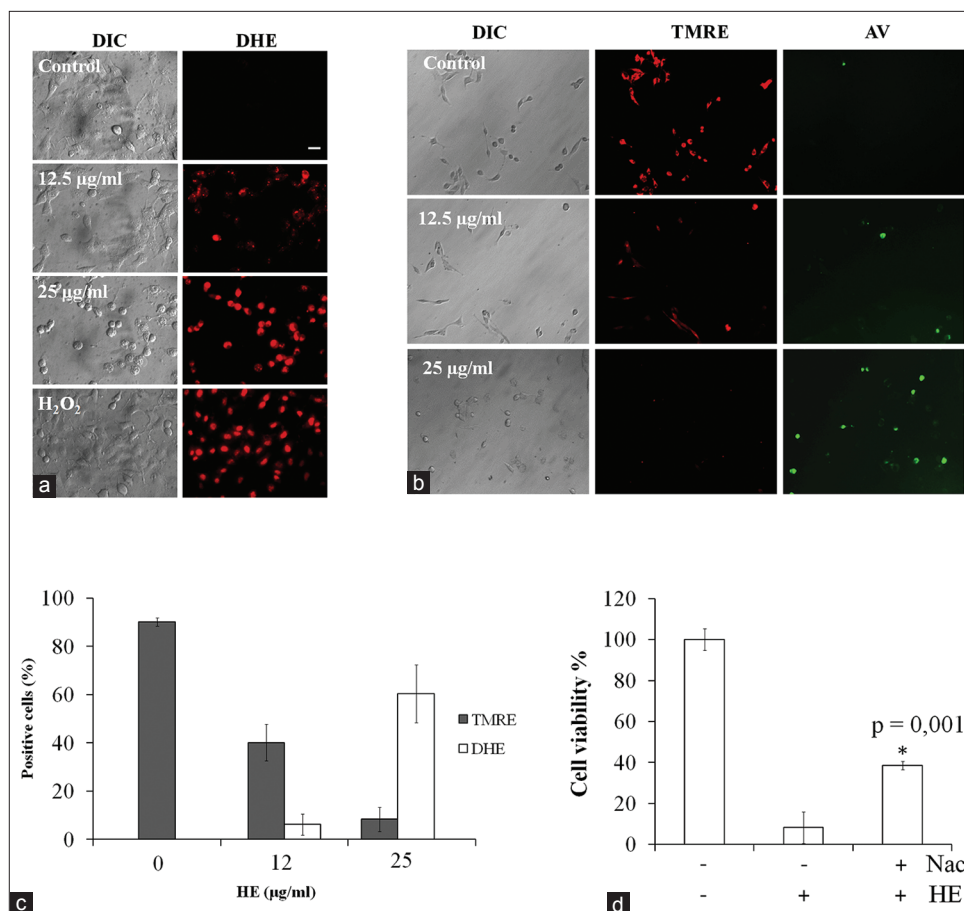 DIC DHE
Control
12.5 µg/ml
25 µg/ml
H₂O₂
a
DIC TMRE AV
Control
12.5 µg/ml
25 µg/ml
b
100
80
60
40
20
0
Positive cells (%)
TMRE
DHE
0 12 25
HE (µg/ml)
c
120
100
80
60
40
20
0
Cell viability %
p = 0,001
*
- - + Nac
- + + HE
d